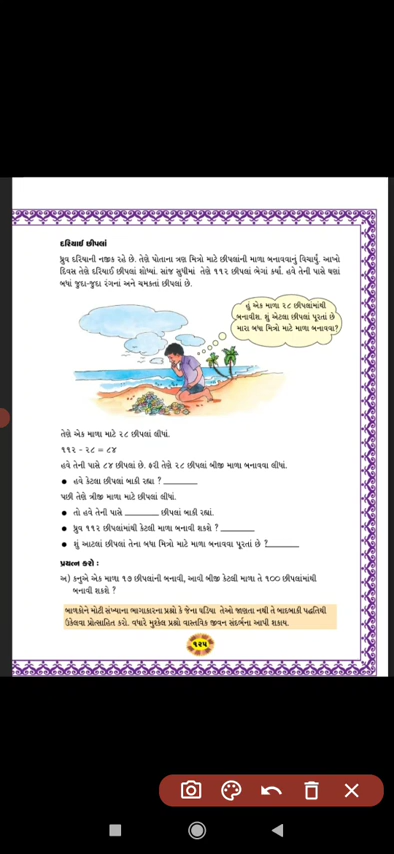 દરિયાઈ છીપલાં
ધ્રુવ દરિયાની નજીક રહે છે. તેણે પોતાના ત્રણ મિત્રો માટે છીપલાંની માળા બનાવવાનું વિચાર્યું. આખો
દિવસ તેણે દરિયાઈ છીપલાં શોધ્યાં. સાંજ સુધીમાં તેણે ૧૧૨ છીપલાં ભેગાં કર્યાં. હવે તેની પાસે ઘણાં
બધાં જુદા-જુદા રંગનાં અને ચમકતાં છીપલાં છે.
હું એક માળા ૨૮ છીપલાંમાંથી
બનાવીશ. શું એટલા છીપલાં પૂરતાં છે
મારા બધા મિત્રો માટે માળા બનાવવા?
તેણે એક માળા માટે ૨૮ છીપલાં લીધાં.
૧૧૨ - ૨૮ = ૮૪
હવે તેની પાસે ૮૪ છીપલાં છે. ફરી તેણે ૨૮ છીપલાં બીજી માળા બનાવવા લીધાં.
● હવે કેટલા છીપલાં બાકી રહ્યા ? ________
પછી તેણે ત્રીજી માળા માટે છીપલાં લીધાં.
● તો હવે તેની પાસે ________ છીપલાં બાકી રહ્યાં.
● ધ્રુવ ૧૧૨ છીપલાંમાંથી કેટલી માળા બનાવી શકશે ? ________
● શું આટલાં છીપલાં તેના બધા મિત્રો માટે માળા બનાવવા પૂરતાં છે ?________
પ્રયત્ન કરો :
અ) કનુએ એક માળા ૧૭ છીપલાંની બનાવી, આવી બીજી કેટલી માળા તે ૧૦૦ છીપલાંમાંથી
બનાવી શકશે ?
બાળકોને મોટી સંખ્યાના ભાગાકારના પ્રશ્નો કે જેના ઘડિયા તેઓ જાણતા નથી તે બાદબાકી પદ્ધતિથી
ઉકેલવા પ્રોત્સાહિત કરો. વધારે મુશ્કેલ પ્રશ્નો વાસ્તવિક જીવન સંદર્ભના આપી શકાય.
૧૨૫